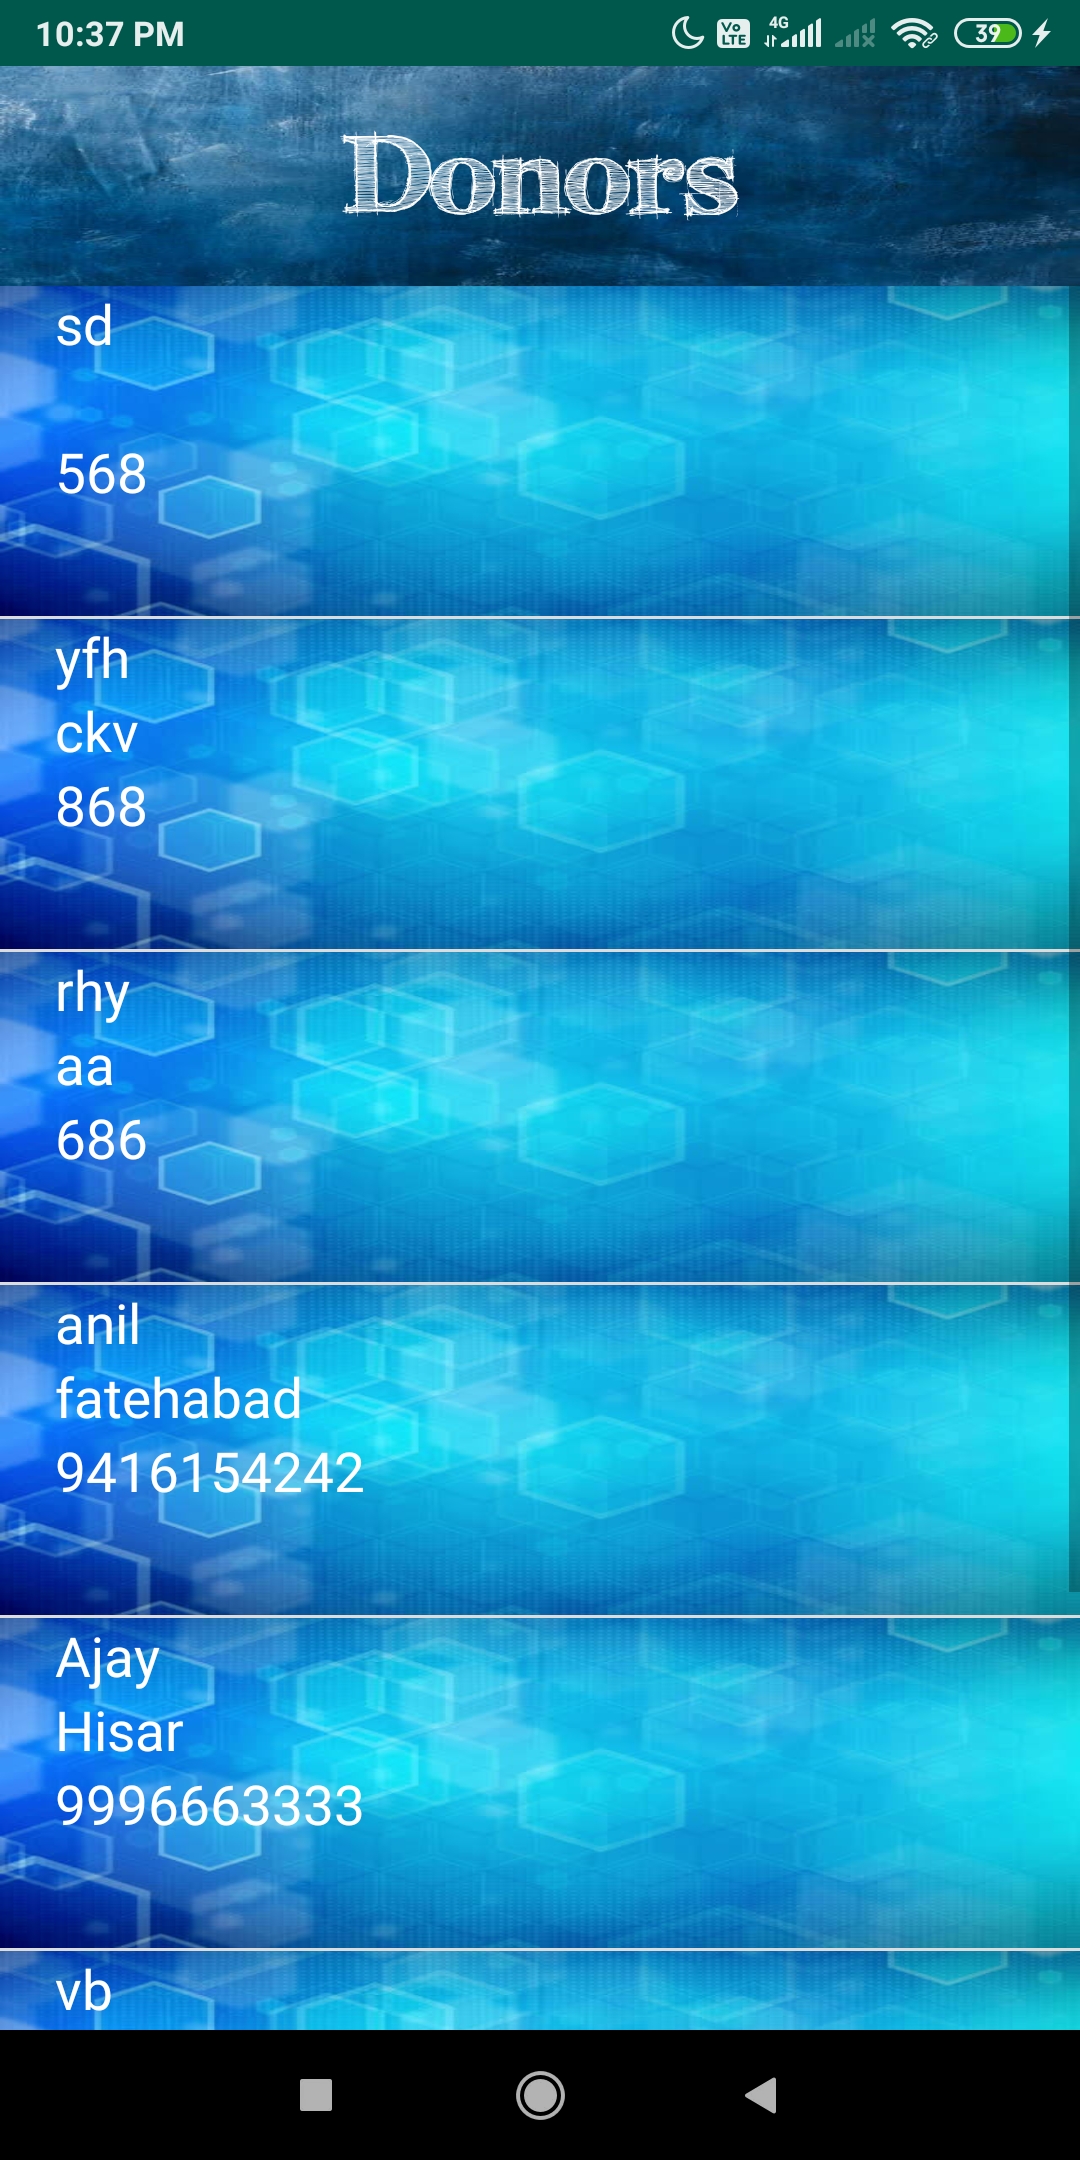 10:37 PM
Vo
LTE
4G
39
Donors
sd
568
yfh
ckv
868
rhy
aa
686
anil
fatehabad
9416154242
Ajay
Hisar
9996663333
vb